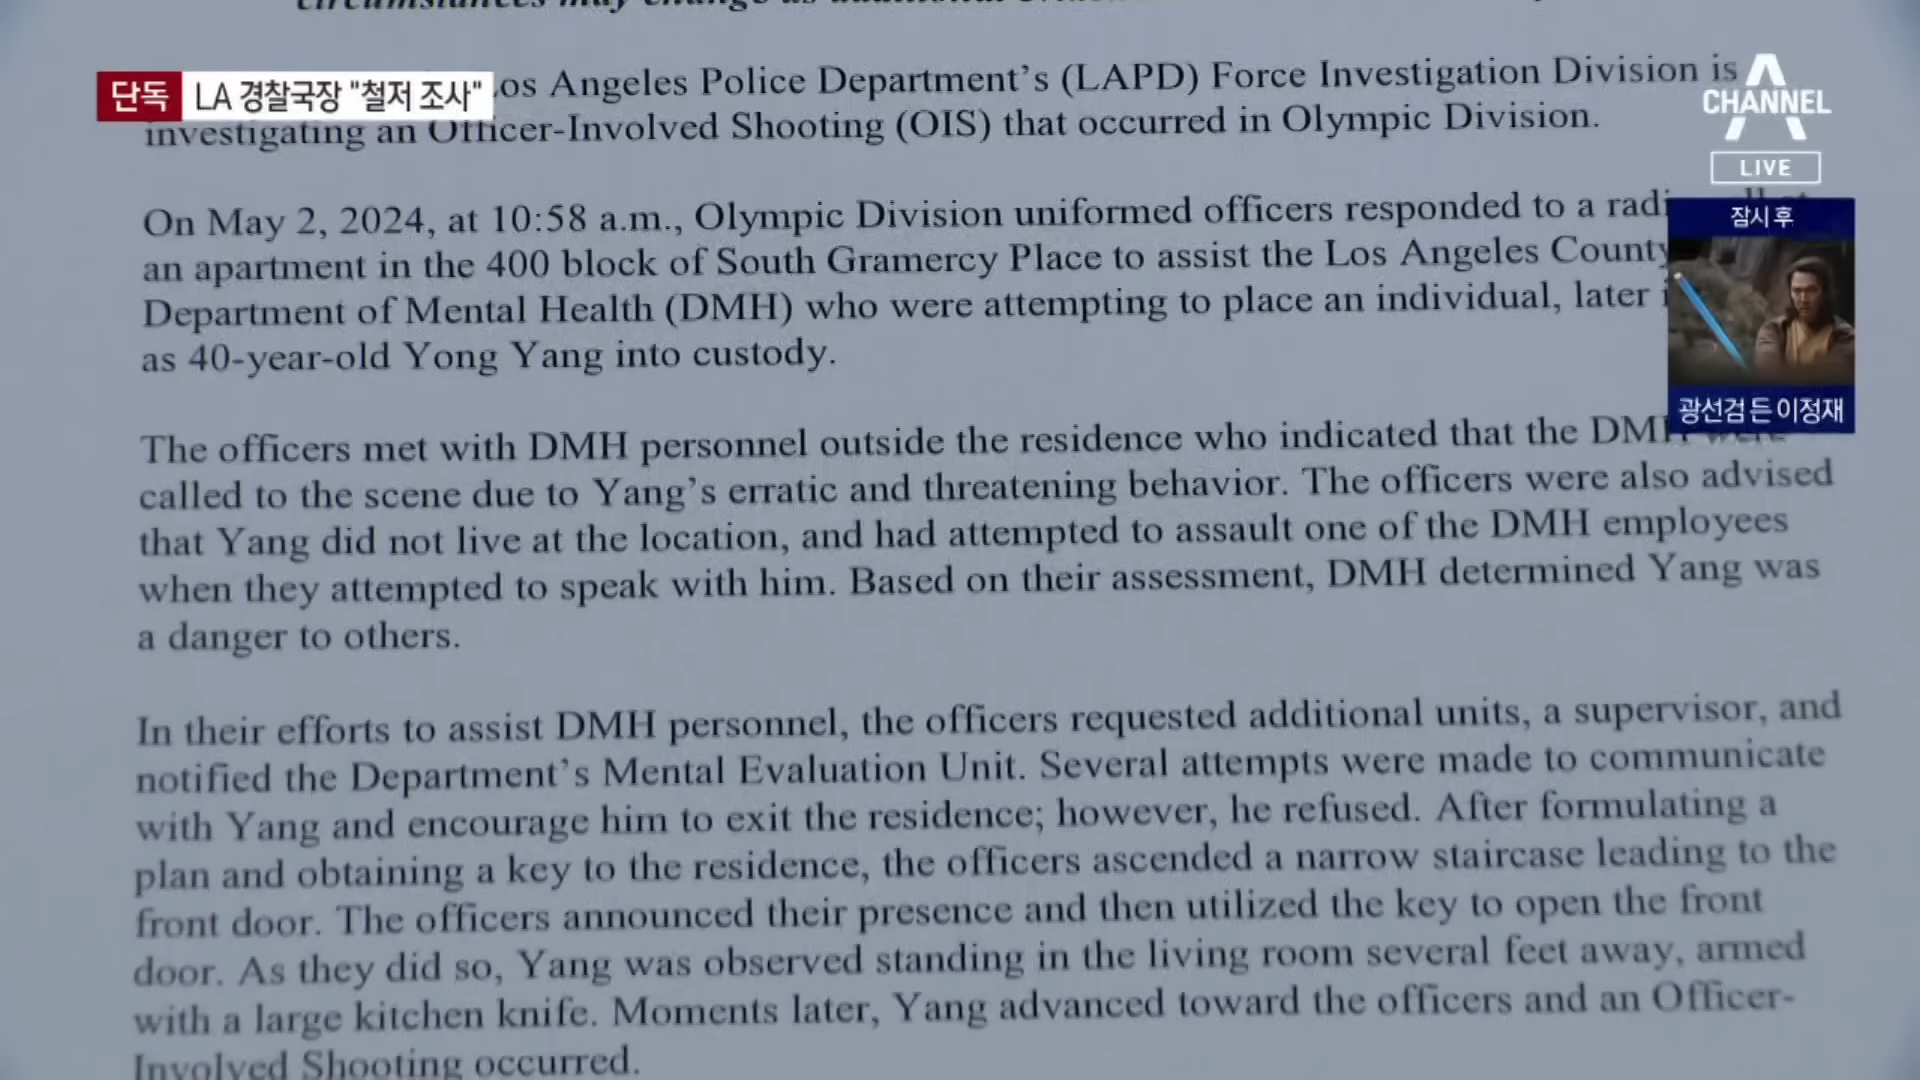 circumstances may change as additional
단독 LA 경찰국장 "철저 조사"
os Angeles Police Department's (LAPD) Force Investigation Division is
investigating an Officer-Involved Shooting (OIS) that occurred in Olympic Division.
On May 2, 2024, at 10:58 a.m., Olympic Division uniformed officers responded to a
an apartment in the 400 block of South Gramercy Place to assist the Los Angeles County
Department of Mental Health (DMH) who were attempting to place an individual, later
as 40-year-old Yong Yang into custody.
The officers met with DMH personnel outside the residence who indicated that the DMH were
called to the scene due to Yang's erratic and threatening behavior. The officers were also advised
that Yang did not live at the location, and had attempted to assault one of the DMH employees
when they attempted to speak with him. Based on their assessment, DMH determined Yang was
a danger to others.
In their efforts to assist DMH personnel, the officers requested additional units, a supervisor, and
notified the Department's Mental Evaluation Unit. Several attempts were made to communicate
with Yang and encourage him to exit the residence; however, he refused. After formulating a
plan and obtaining a key to the residence, the officers ascended a narrow staircase leading to the
front door. The officers announced their presence and then utilized the key to open the front
door. As they did so, Yang was observed standing in the living room several feet away, armed
with a large kitchen knife. Moments later, Yang advanced toward the officers and an Officer-
Involved Shooting occurred.
CHANNEL A
LIVE
잠시 후
광선검 든 이정재